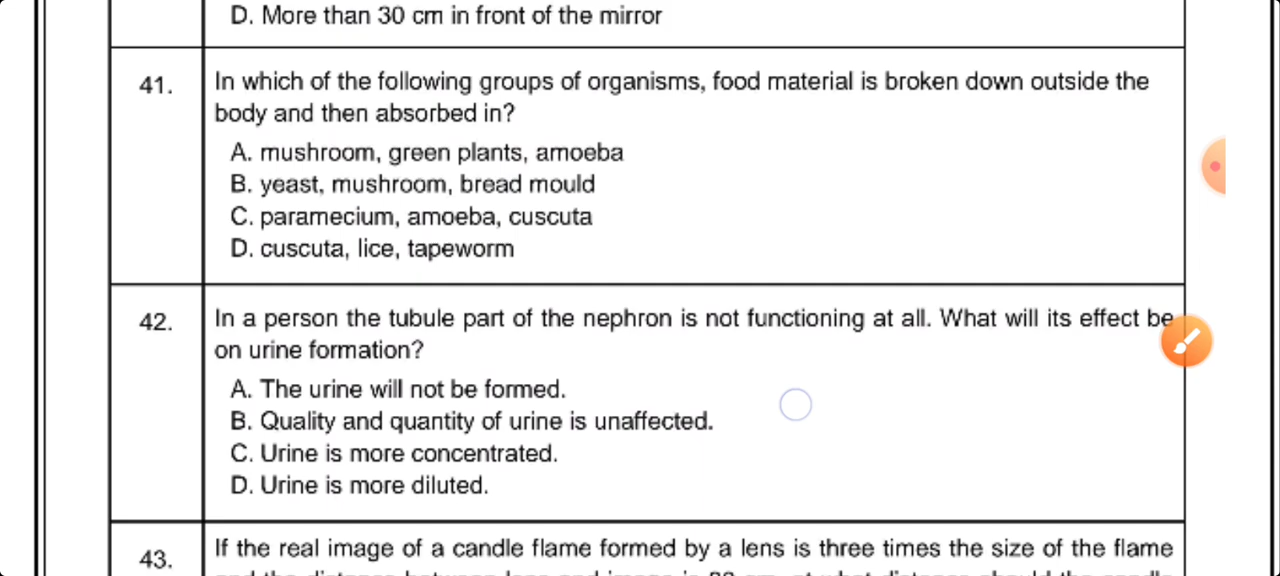 D. More than 30 cm in front of the mirror
41.
In which of the following groups of organisms, food material is broken down outside the
body and then absorbed in?
A. mushroom, green plants, amoeba
B. yeast, mushroom, bread mould
C. paramecium, amoeba, cuscuta
D. cuscuta, lice, tapeworm
42.
In a person the tubule part of the nephron is not functioning at all. What will its effect be
on urine formation?
A. The urine will not be formed.
B. Quality and quantity of urine is unaffected.
C. Urine is more concentrated.
D. Urine is more diluted.
43.
If the real image of a candle flame formed by a lens is three times the size of the flame